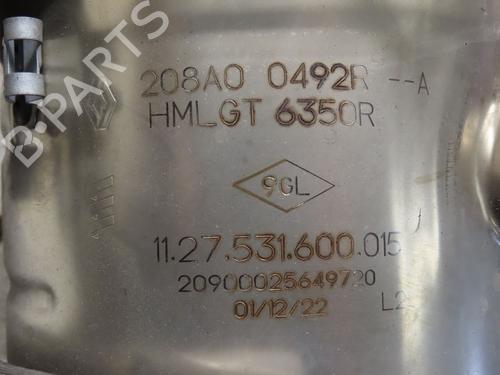 208A0 0492R --A
HMLGT 6350R
9GL
11.27.531.600.015
20900025649720
01/12/22 L2
B-PARTS